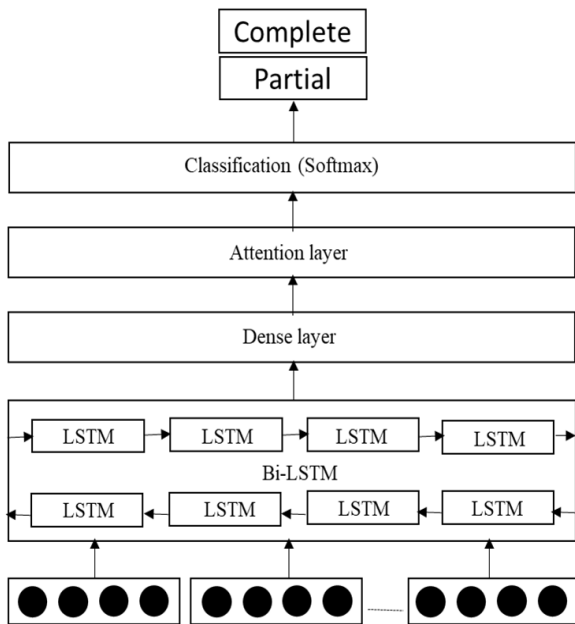 Complete
Partial
Classification (Softmax)
Attention layer
Dense layer
LSTM LSTM LSTM LSTM
Bi-LSTM
LSTM LSTM LSTM LSTM